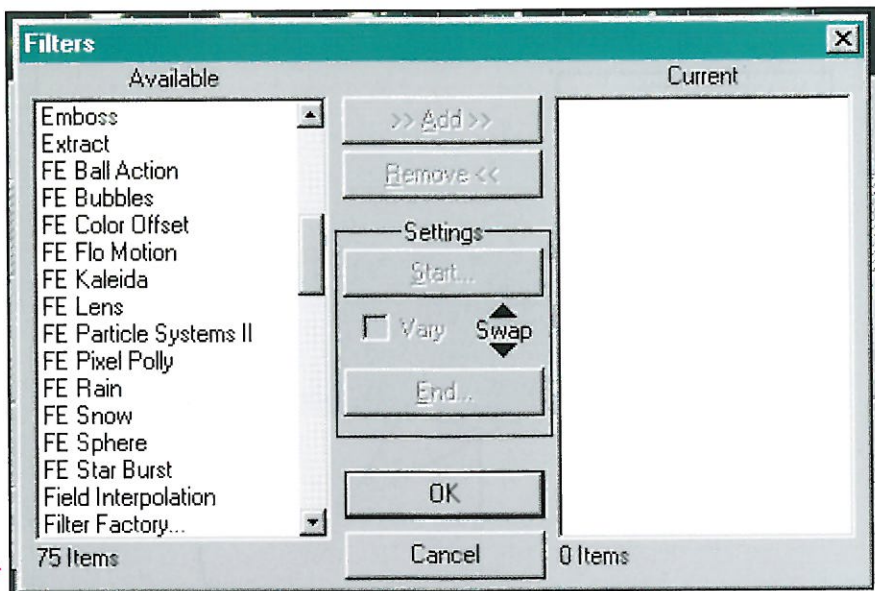 Filters
Available
Emboss
Extract
FE Ball Action
FE Bubbles
FE Color Offset
FE Flo Motion
FE Kaleida
FE Lens
FE Particle Systems II
FE Pixel Polly
FE Rain
FE Snow
FE Sphere
FE Star Burst
Field Interpolation
Filter Factory...
75 Items
>> Add >>
Remove <<
Settings
Start...
Vary
Swap
End...
OK
Cancel
Current
0 Items